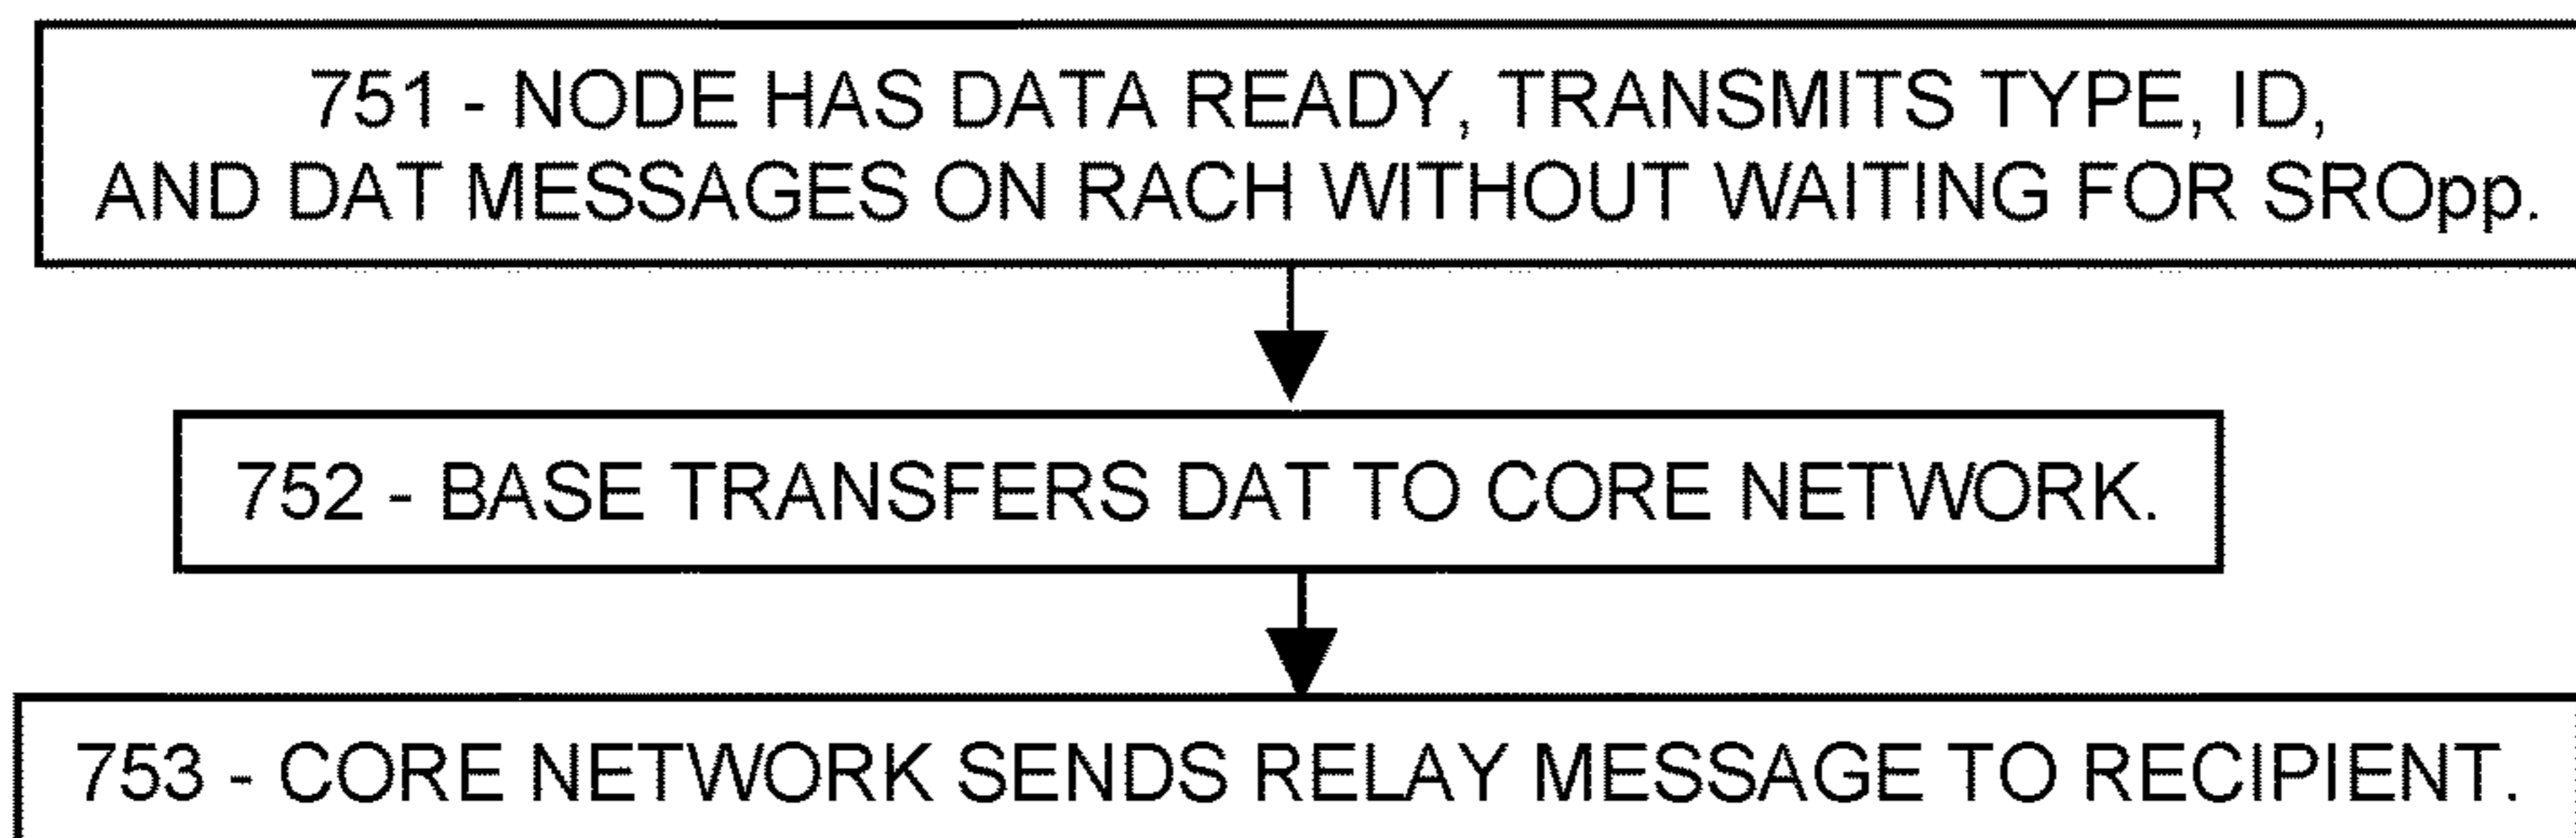 751 - NODE HAS DATA READY, TRANSMITS TYPE, ID,
AND DAT MESSAGES ON RACH WITHOUT WAITING FOR SROpp.
752 - BASE TRANSFERS DAT TO CORE NETWORK.
753 - CORE NETWORK SENDS RELAY MESSAGE TO RECIPIENT.